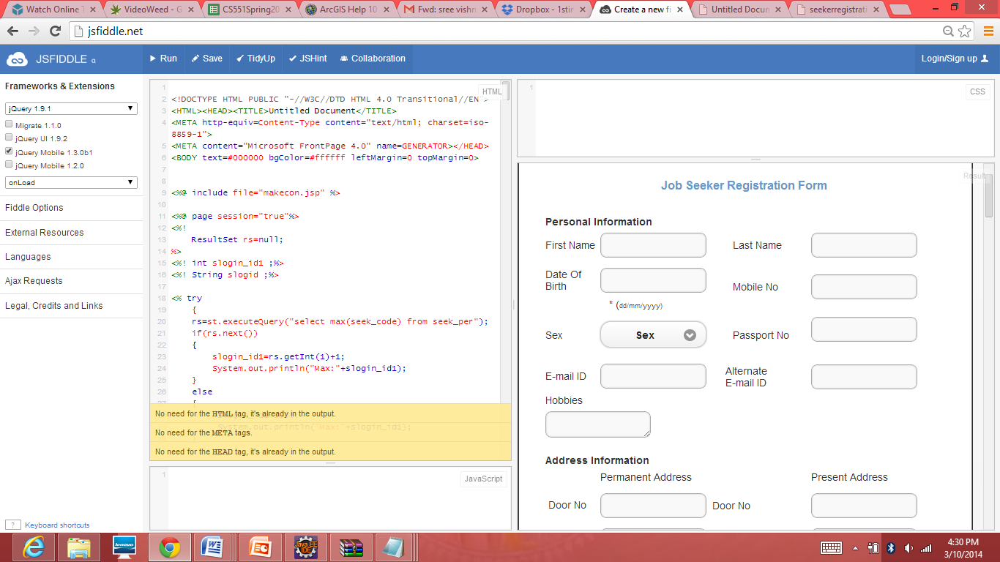 Watch Online T
VideoWeed - G
CS551Spring20
ArcGIS Help 10
Fwd: sree vishn
Dropbox - 1stir
Create a new fi
Untitled Docun
seekerregistrati
jsfiddle.net
JSFIDDLE α
Run
Save
TidyUp
JSHint
Collaboration
Login/Sign up
Frameworks & Extensions
jQuery 1.9.1
Migrate 1.1.0
jQuery UI 1.9.2
jQuery Mobile 1.3.0b1
jQuery Mobile 1.2.0
onLoad
Fiddle Options
External Resources
Languages
Ajax Requests
Legal, Credits and Links
? Keyboard shortcuts
HTML
1
2 <!DOCTYPE HTML PUBLIC "-//W3C//DTD HTML 4.0 Transitional//EN">
3 <HTML><HEAD><TITLE>Untitled Document</TITLE>
4 <META http-equiv=Content-Type content="text/html; charset=iso-
8859-1">
5 <META content="Microsoft FrontPage 4.0" name=GENERATOR></HEAD>
6 <BODY text=#000000 bgColor=#ffffff leftMargin=0 topMargin=0>
7
8
9 <%@ include file="makecon.jsp" %>
10
11 <%@ page session="true"%>
12 <%!
13 ResultSet rs=null;
14 %>
15 <%! int slogin_id1 ;%>
16 <%! String slogid ;%>
17
18 <% try
19 {
20 rs=st.executeQuery("select max(seek_code) from seek_per");
21 if(rs.next())
22 {
23 slogin_id1=rs.getInt(1)+1;
24 System.out.println("Max:"+slogin_id1);
25 }
26 else
27 {
No need for the HTML tag, it's already in the output.
System.out.println("Max:"+slogin_id1);
No need for the META tags.
No need for the HEAD tag, it's already in the output.
1
JavaScript
1
CSS
Result
Job Seeker Registration Form
Personal Information
First Name
Last Name
Date Of
Birth
Mobile No
* (dd/mm/yyyy)
Sex
Sex
Passport No
E-mail ID
Alternate
E-mail ID
Hobbies
Address Information
Permanent Address
Present Address
Door No
Door No
lenovo
Java EE
IDE
4:30 PM
3/10/2014